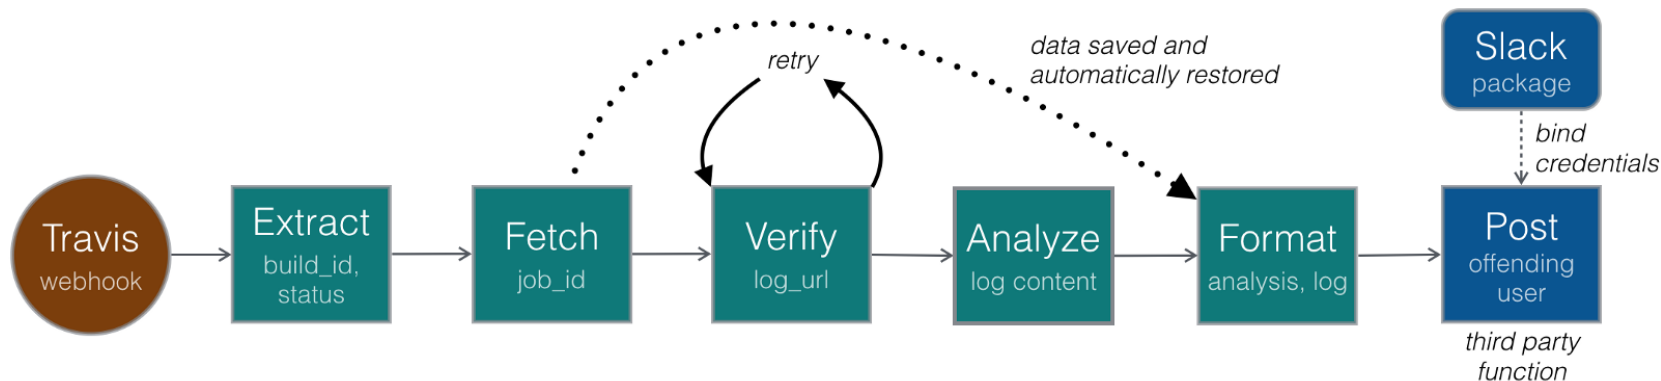 retry
data saved and
automatically restored
Slack
package
bind
credentials
Travis
webhook
Extract
build_id,
status
Fetch
job_id
Verify
log_url
Analyze
log content
Format
analysis, log
Post
offending
user
third party
function